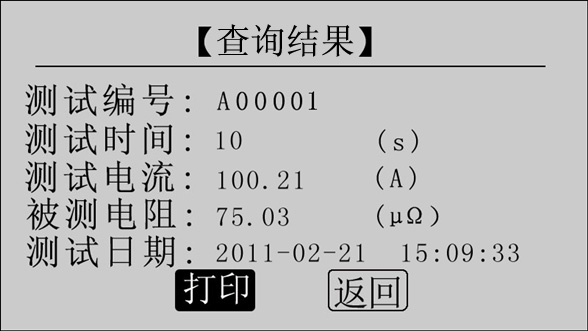 【查询结果】
测试编号: A00001
测试时间: 10 (s)
测试电流: 100.21 (A)
被测电阻: 75.03 (μΩ)
测试日期: 2011-02-21 15:09:33
打印 返回